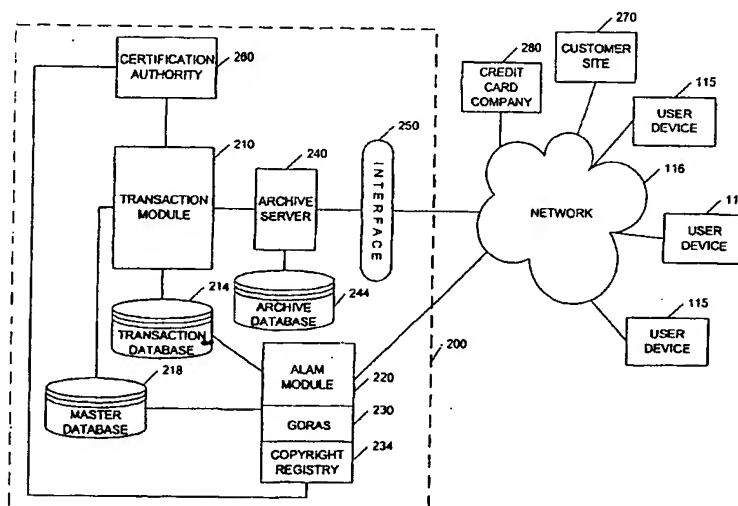 260
CERTIFICATION
AUTHORITY
280
CREDIT
CARD
COMPANY
270
CUSTOMER
SITE
115
USER
DEVICE
210
TRANSACTION
MODULE
240
ARCHIVE
SERVER
250
INTERFACE
116
NETWORK
USER
DEVICE
214
TRANSACTION
DATABASE
ARCHIVE
DATABASE
244
115
USER
DEVICE
218
MASTER
DATABASE
ALAM
MODULE
220
200
GDRAS
230
COPYRIGHT
REGISTRY
234